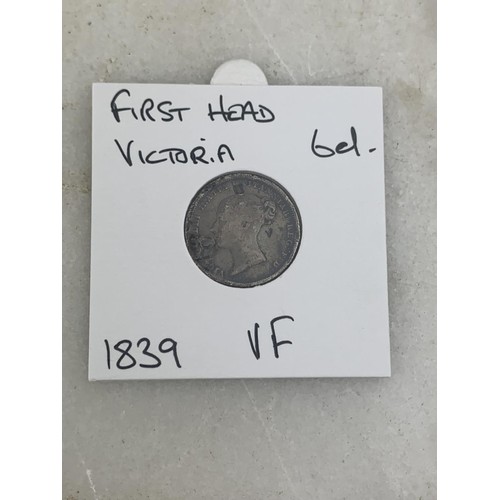 FIRST HEAD
VICTORIA 6d.
1839 VF